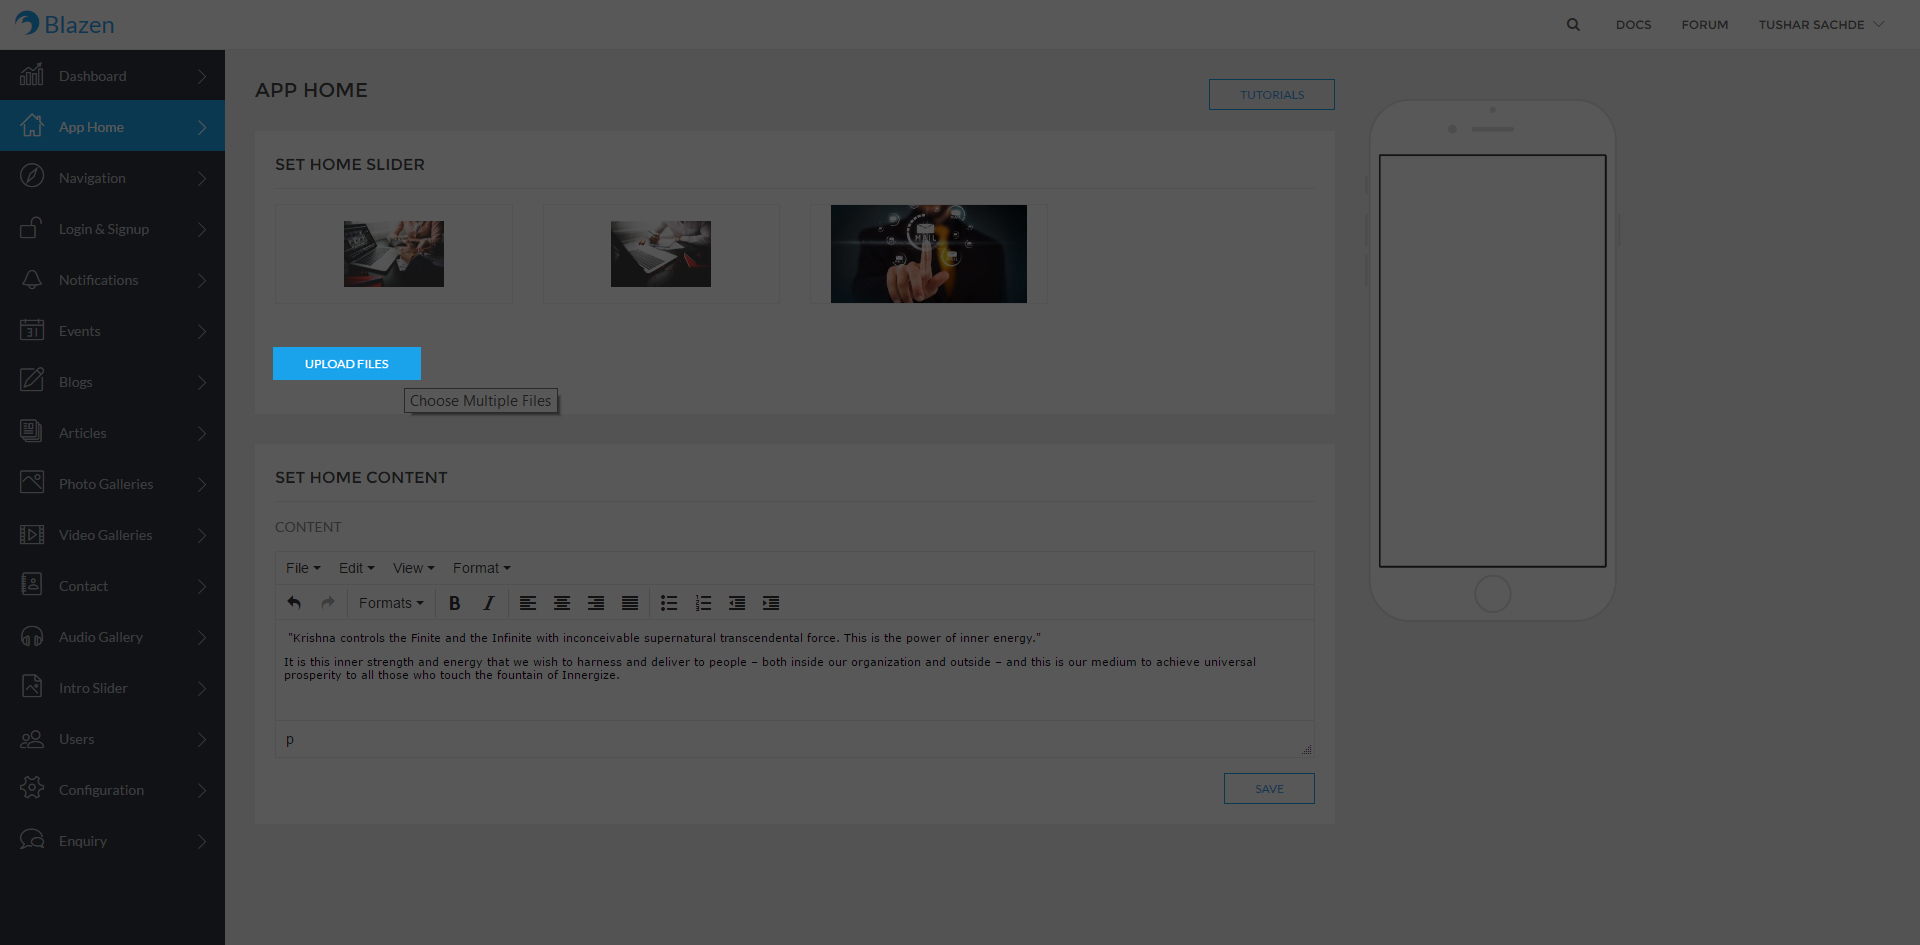 Blazen
DOCS
FORUM
TUSHAR SACHDE
Dashboard
App Home
Navigation
Login & Signup
Notifications
31
Events
Blogs
Articles
Photo Galleries
Video Galleries
Contact
Audio Gallery
Intro Slider
Users
Configuration
Enquiry
APP HOME
TUTORIALS
SET HOME SLIDER
MAIL
UPLOAD FILES
Choose Multiple Files
SET HOME CONTENT
CONTENT
File Edit View Format
Formats B I
"Krishna controls the Finite and the Infinite with inconceivable supernatural transcendental force. This is the power of inner energy."
It is this inner strength and energy that we wish to harness and deliver to people – both inside our organization and outside – and this is our medium to achieve universal
prosperity to all those who touch the fountain of Innergize.
p
SAVE